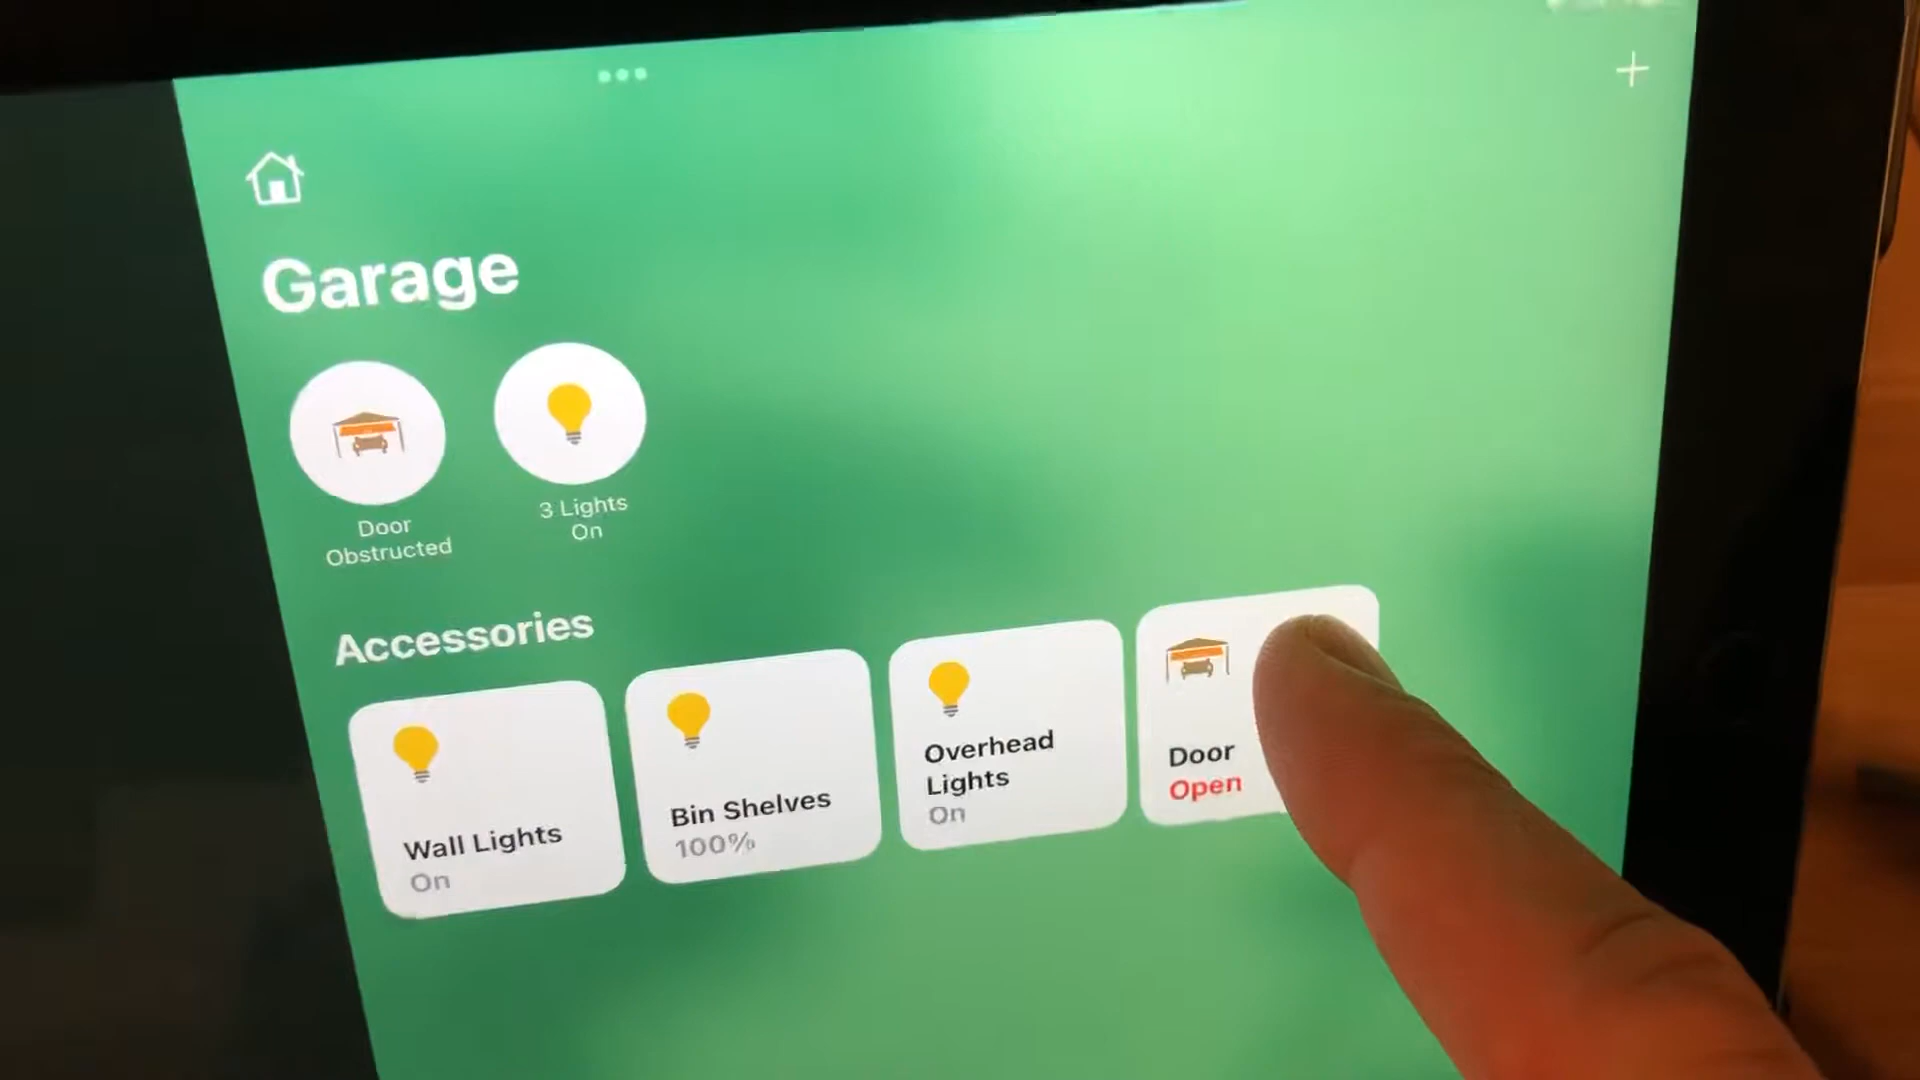 Garage
Door
Obstructed
3 Lights
On
Accessories
Wall Lights
On
Bin Shelves
100%
Overhead
Lights
On
Door
Open